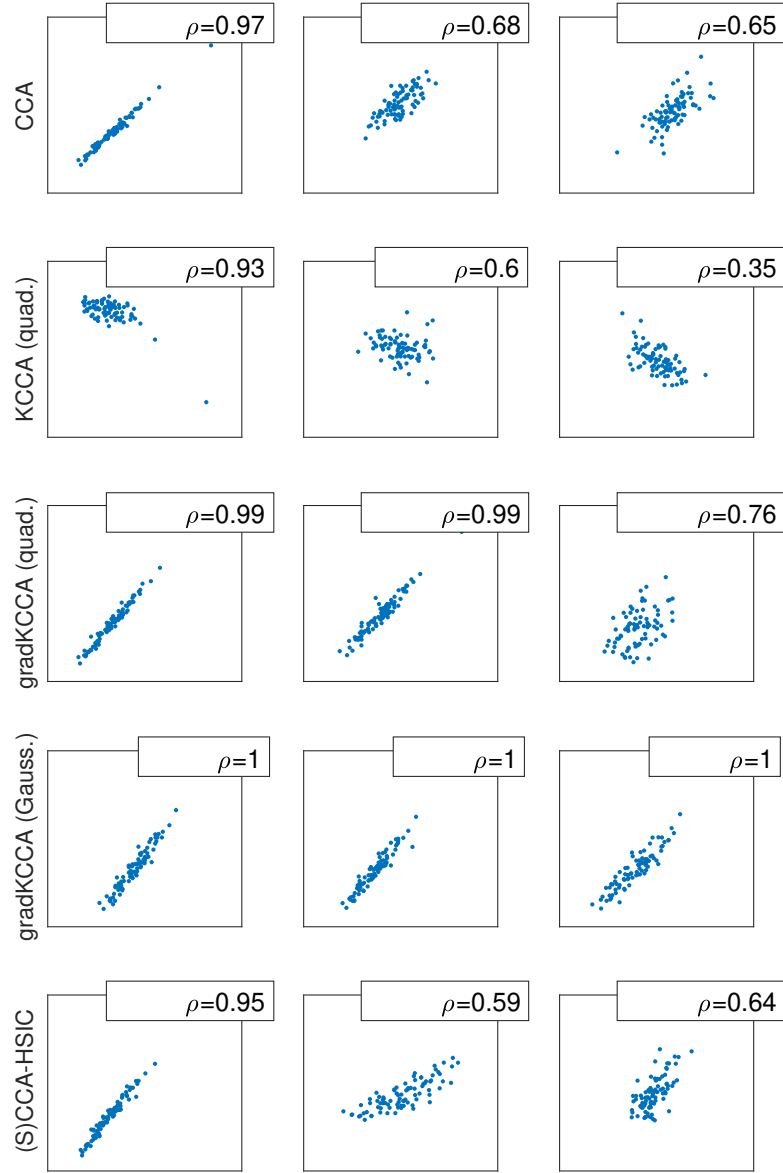 CCA
ρ=0.97
ρ=0.68
ρ=0.65
KCCA (quad.)
ρ=0.93
ρ=0.6
ρ=0.35
gradKCCA (quad.)
ρ=0.99
ρ=0.99
ρ=0.76
gradKCCA (Gauss.)
ρ=1
ρ=1
ρ=1
(S)CCA-HSIC
ρ=0.95
ρ=0.59
ρ=0.64